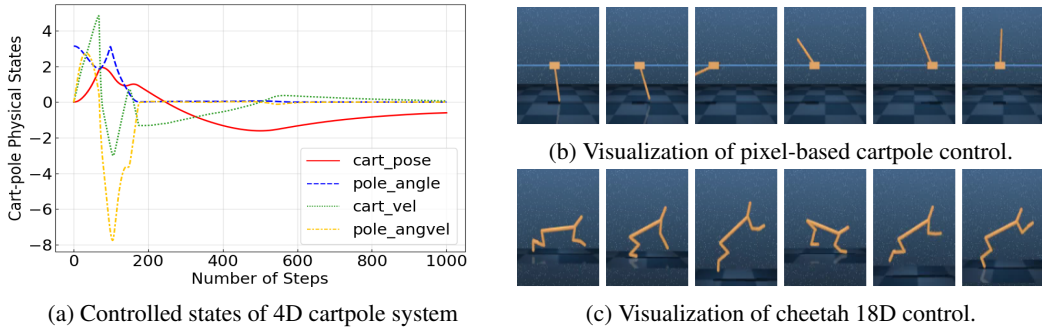 4
2
0
−2
−4
−6
−8
Cart-pole Physical States
cart_pose
pole_angle
cart_vel
pole_angvel
0 200 400 600 800 1000
Number of Steps
(a) Controlled states of 4D cartpole system
(b) Visualization of pixel-based cartpole control.
(c) Visualization of cheetah 18D control.